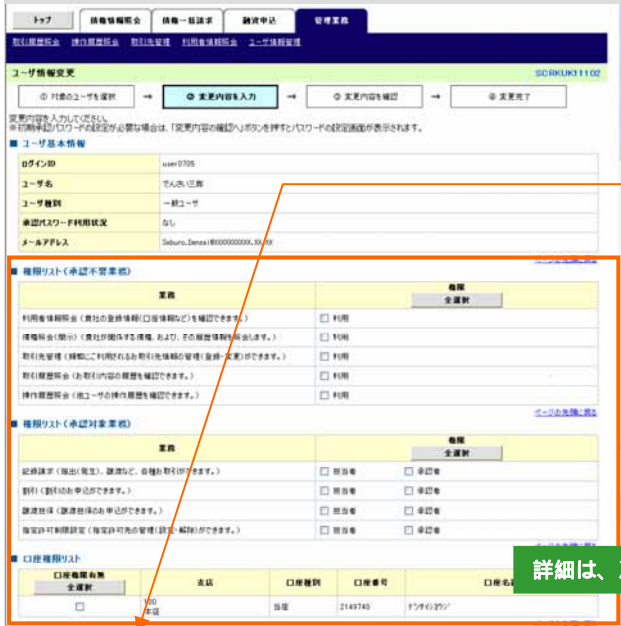 トップ 債権情報照会 債権一括請求 融資申込 管理業務
取引履歴照会 操作履歴照会 取引先管理 利用者情報照会 ユーザ情報管理
ユーザ情報変更 SCRKUK11102
① 対象のユーザを選択 → ② 変更内容を入力 → ③ 変更内容を確認 → ④ 変更完了
変更内容を入力してください。
※初期承認パスワードの設定が必要な場合は、「変更内容の確認へ」ボタンを押すとパスワードの設定画面が表示されます。
■ ユーザ基本情報
ログインID user0705
ユーザ名 でんさい三郎
ユーザ種別 一般ユーザ
承認パスワード利用状況 なし
メールアドレス
ページの先頭に戻る
■ 権限リスト(承認不要業務)
業務 権限
全選択
利用者情報照会 (貴社の登録情報(口座情報など)を確認できます。) 利用
債権照会(開示) (貴社が関係する債権、および、その履歴情報を照会します。) 利用
取引先管理 (頻繁にご利用されるお取引先情報の管理(登録・変更)ができます。) 利用
取引履歴照会 (お取引内容の履歴を確認できます。) 利用
操作履歴照会 (他ユーザの操作履歴を確認できます。) 利用
ページの先頭に戻る
■ 権限リスト(承認対象業務)
業務 権限
全選択
記録請求 (振出(発生)、譲渡など、各種お取引ができます。) 担当者 承認者
割引 (割引のお申込ができます。) 担当者 承認者
譲渡担保 (譲渡担保のお申込ができます。) 担当者 承認者
指定許可制限設定 (指定許可先の管理(設定・解除)ができます。) 担当者 承認者
ページの先頭に戻る
■ 口座権限リスト
口座権限有無 支店 口座種別 口座番号
全選択
本店 当座 2149740
詳細は、